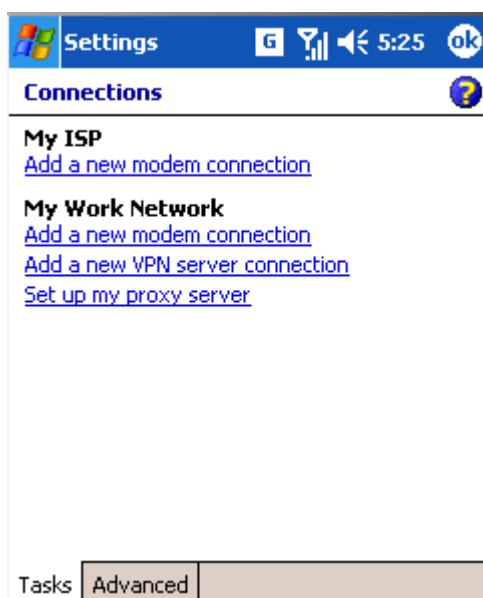 Settings G 5:25 ok
Connections ?
My ISP
Add a new modem connection
My Work Network
Add a new modem connection
Add a new VPN server connection
Set up my proxy server
Tasks Advanced